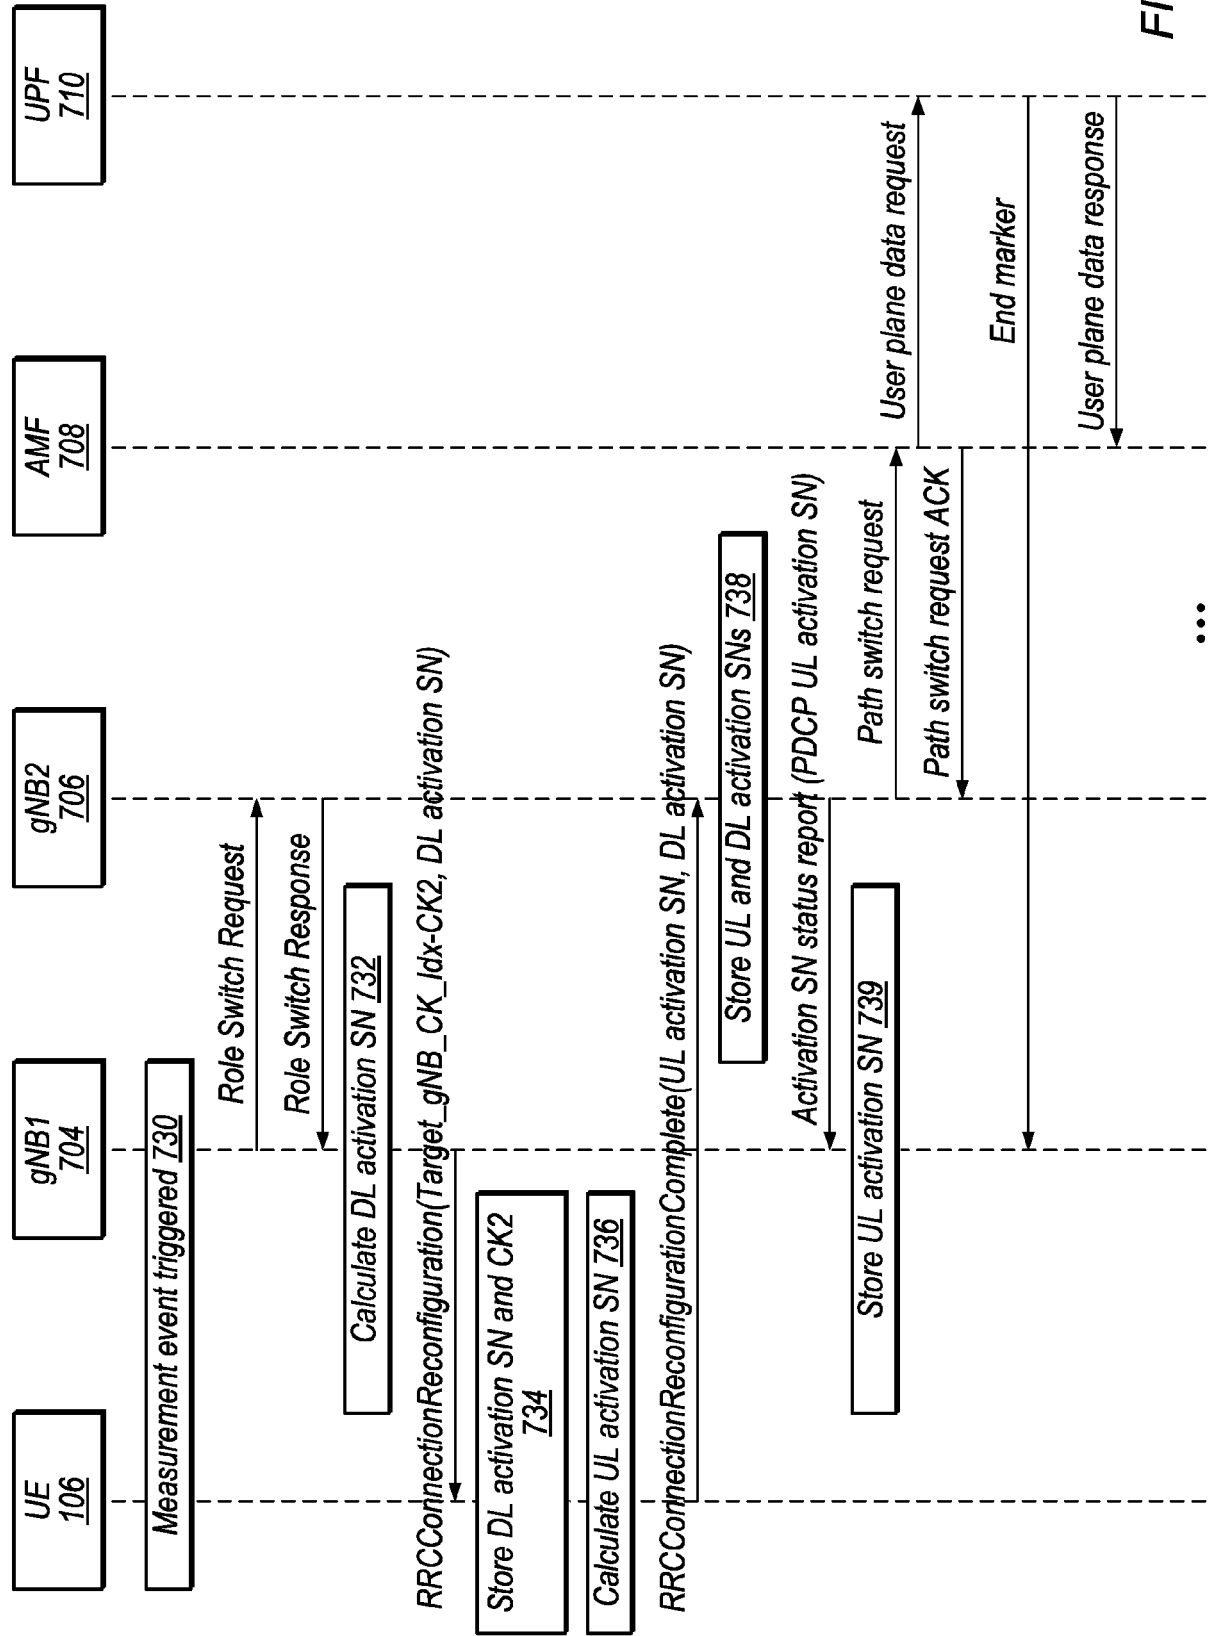 UE
106
gNB1
704
gNB2
706
AMF
708
UPF
710
Measurement event triggered 730
Role Switch Request
Role Switch Response
Calculate DL activation SN 732
RRCConnectionReconfiguration(Target_gNB_CK_Idx-CK2, DL activation SN)
Store DL activation SN and CK2
734
Calculate UL activation SN 736
RRCConnectionReconfigurationComplete(UL activation SN, DL activation SN)
Store UL and DL activation SNs 738
Activation SN status report (PDCP UL activation SN)
Store UL activation SN 739
Path switch request
User plane data request
Path switch request ACK
End marker
User plane data response
...
FI